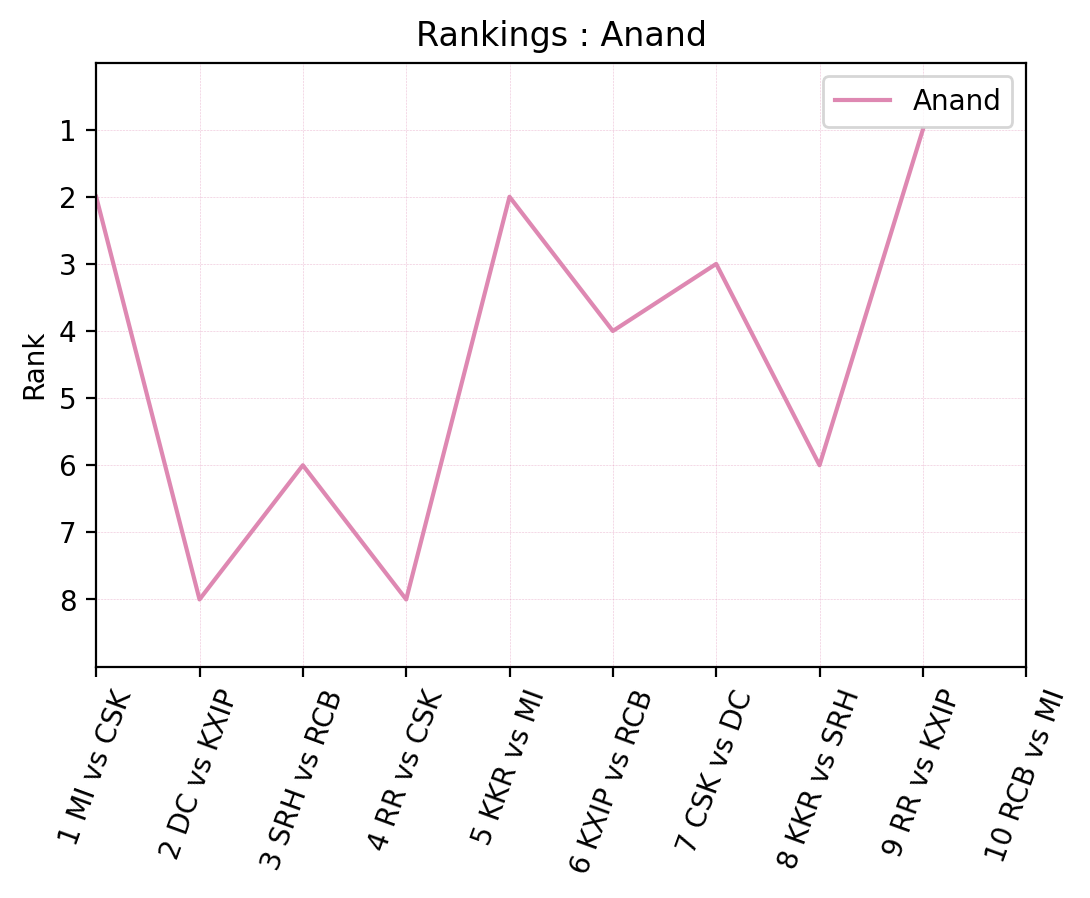 Rankings : Anand
Anand
Rank
1
2
3
4
5
6
7
8
1 MI vs CSK
2 DC vs KXIP
3 SRH vs RCB
4 RR vs CSK
5 KKR vs MI
6 KXIP vs RCB
7 CSK vs DC
8 KKR vs SRH
9 RR vs KXIP
10 RCB vs MI